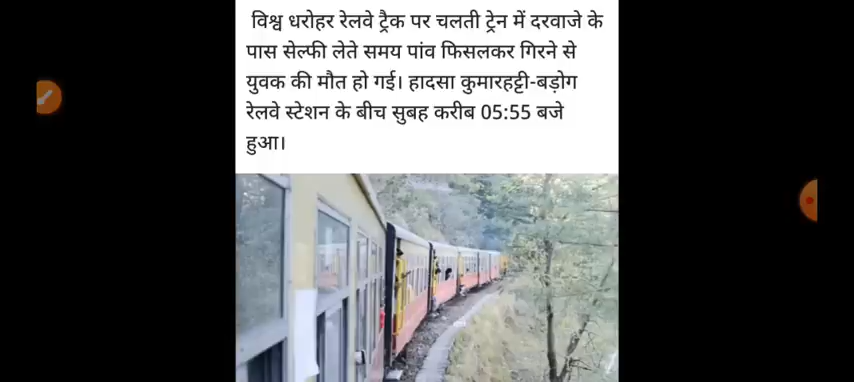 विश्व धरोहर रेलवे ट्रैक पर चलती ट्रेन में दरवाजे के
पास सेल्फी लेते समय पांव फिसलकर गिरने से
युवक की मौत हो गई। हादसा कुमारहट्टी-बड़ोग
रेलवे स्टेशन के बीच सुबह करीब 05:55 बजे
हुआ।